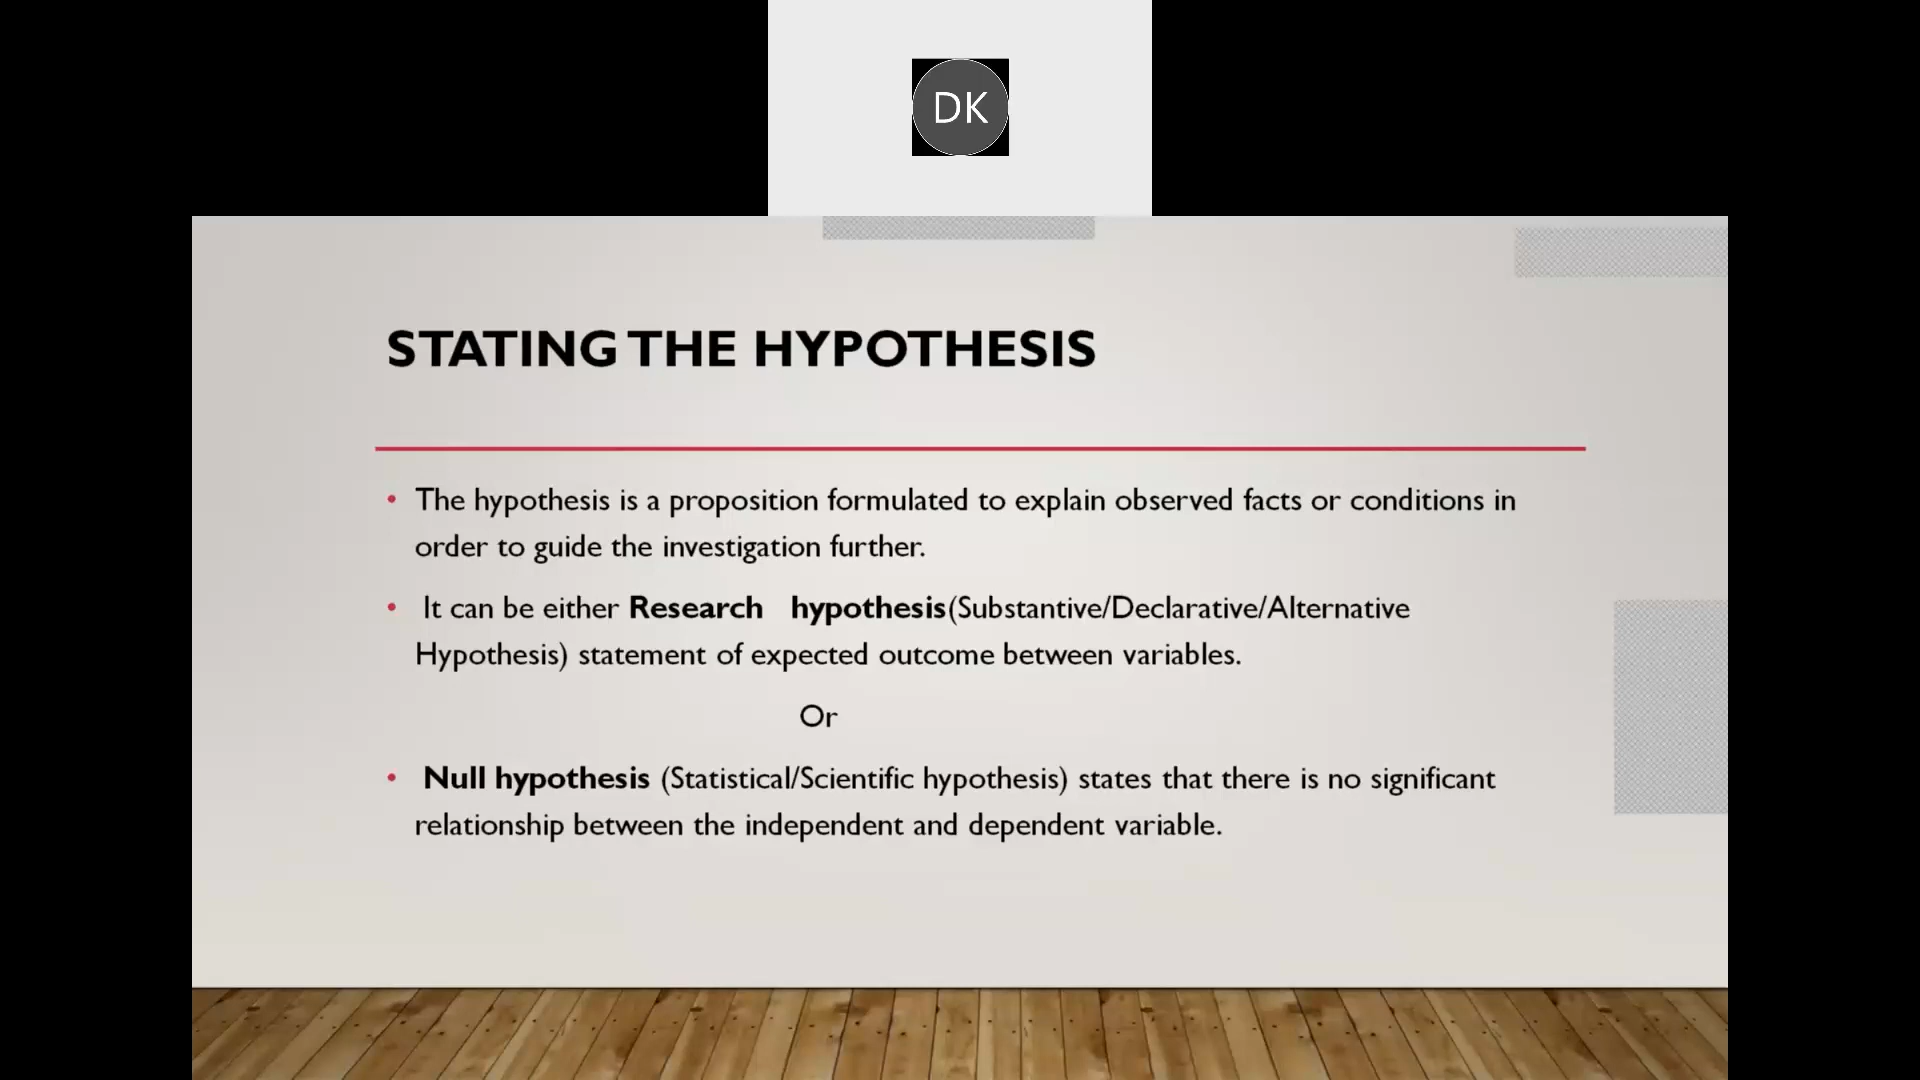 DK
STATING THE HYPOTHESIS
• The hypothesis is a proposition formulated to explain observed facts or conditions in
order to guide the investigation further.
• It can be either Research hypothesis(Substantive/Declarative/Alternative
Hypothesis) statement of expected outcome between variables.
Or
• Null hypothesis (Statistical/Scientific hypothesis) states that there is no significant
relationship between the independent and dependent variable.